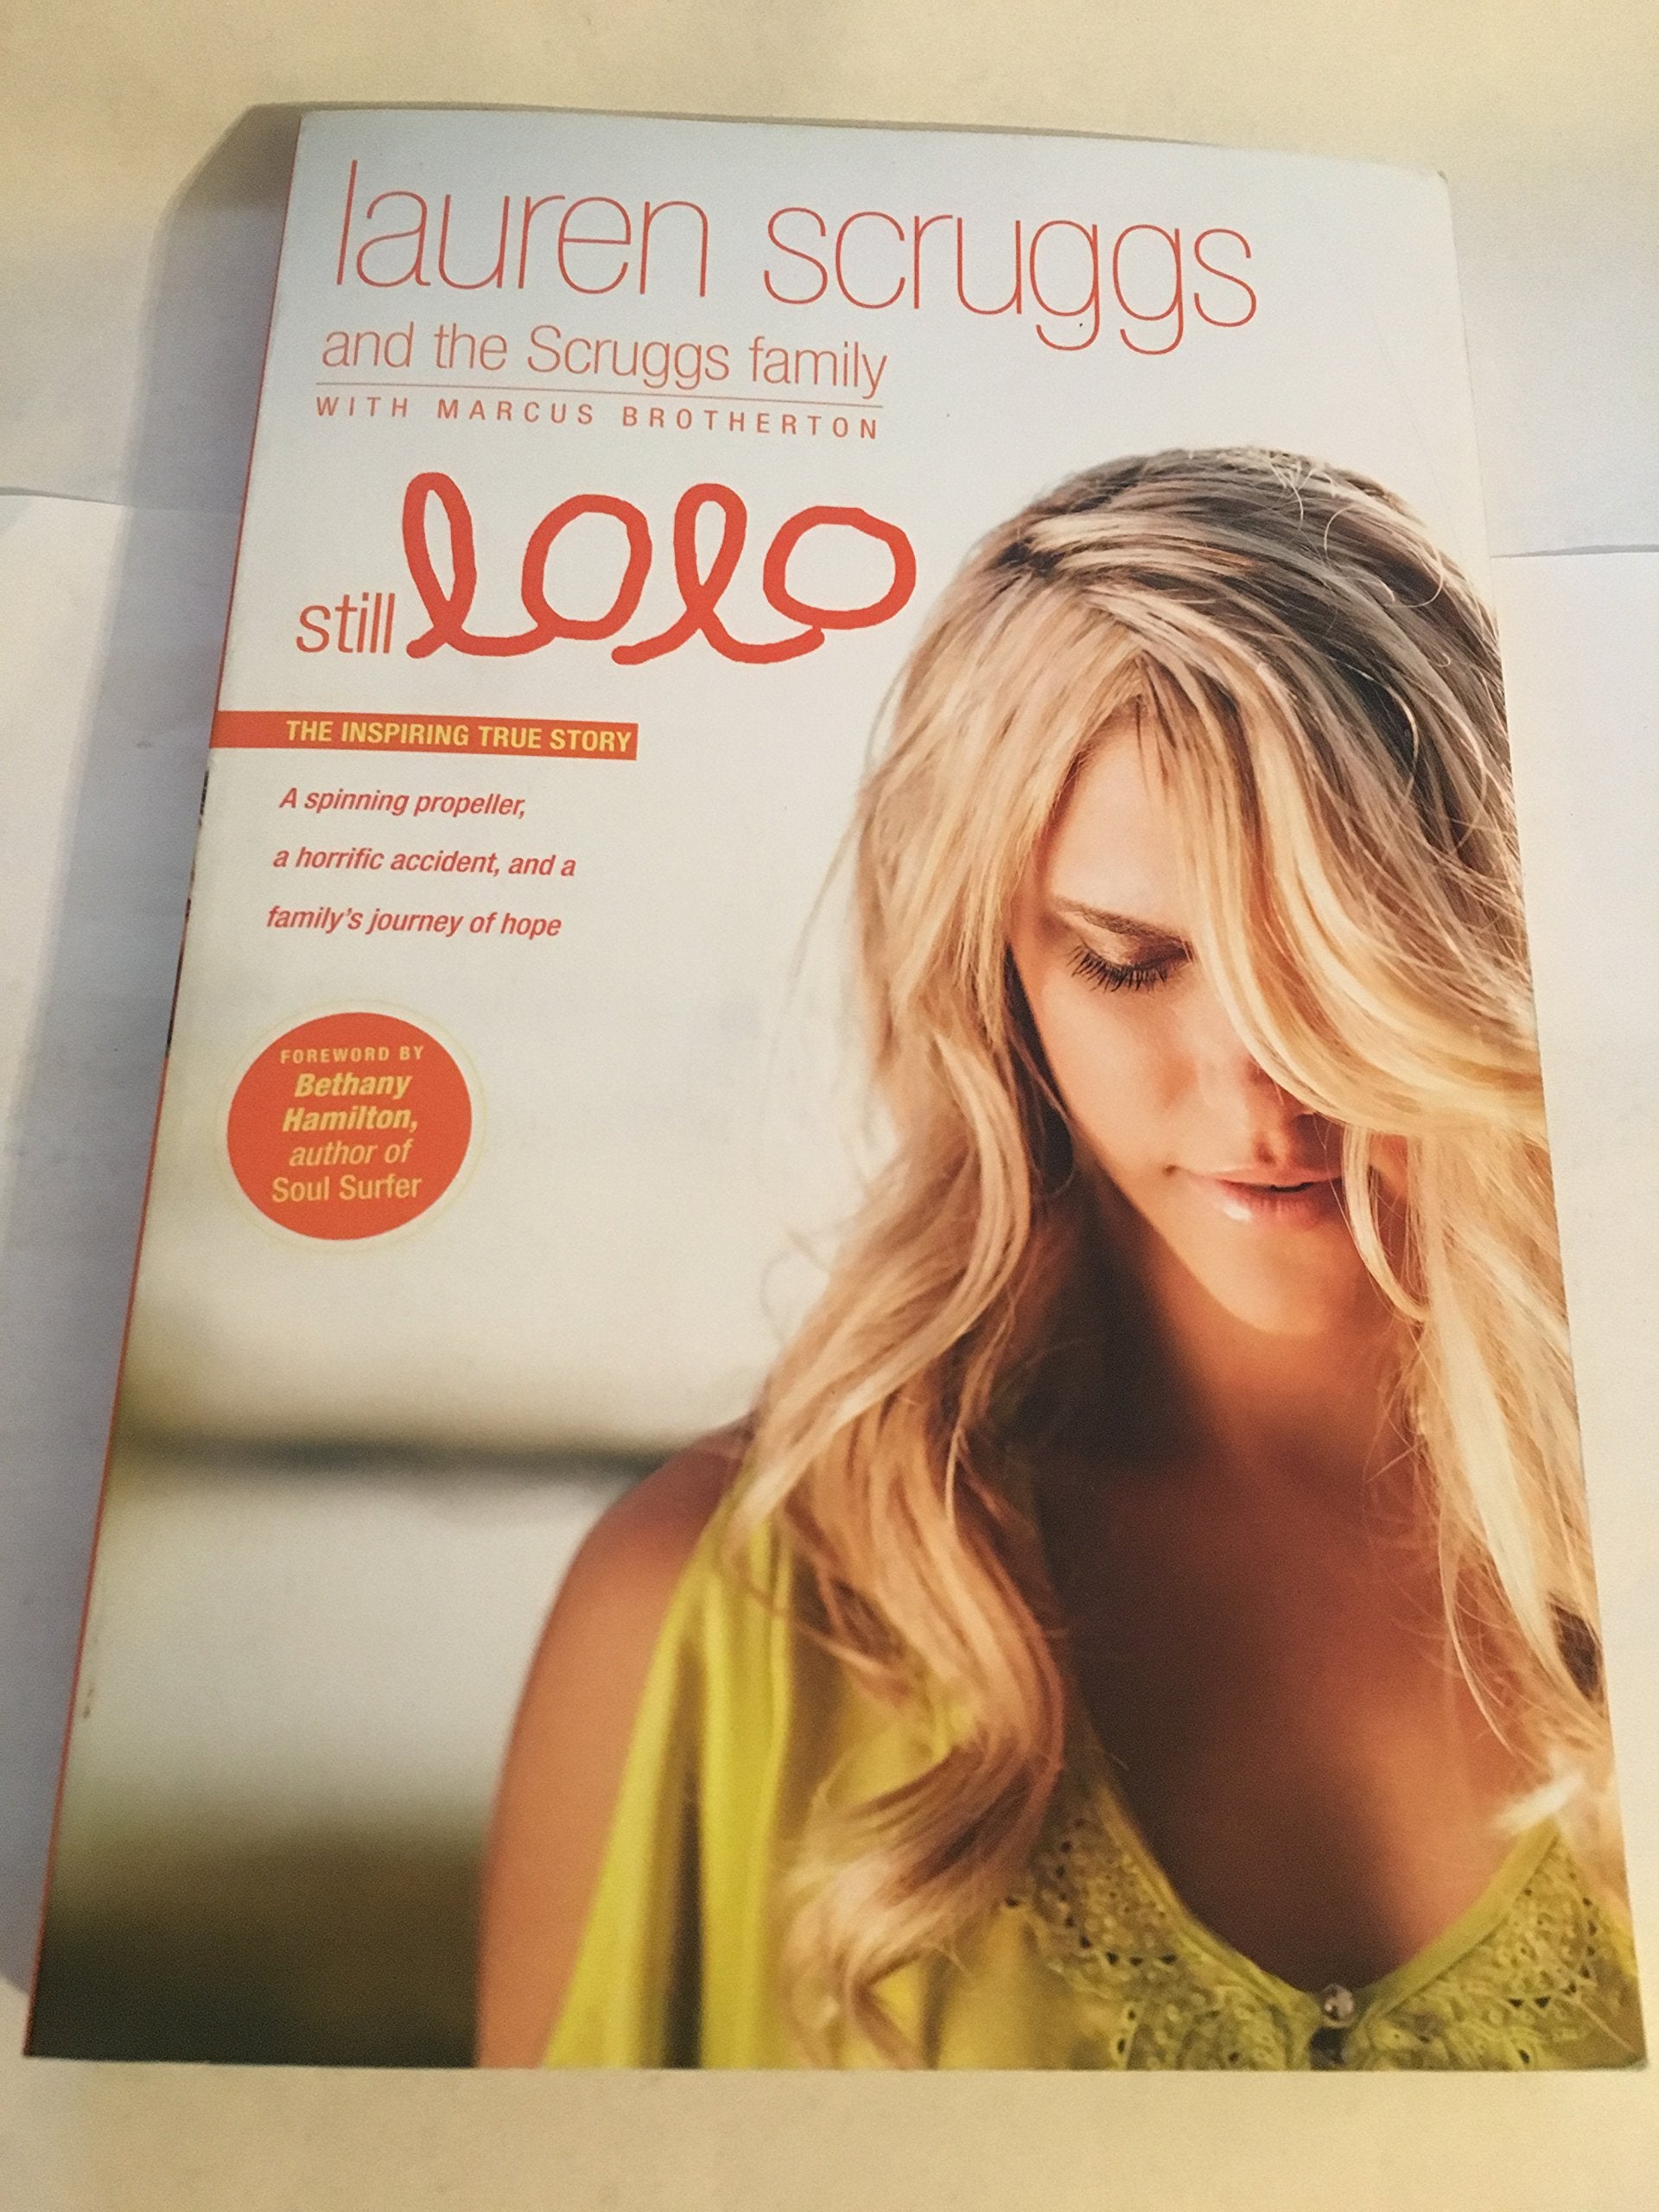 lauren scruggs
and the Scruggs family
WITH MARCUS BROTHERTON
still lolo
THE INSPIRING TRUE STORY
A spinning propeller,
a horrific accident, and a
family's journey of hope
FOREWORD BY
Bethany
Hamilton,
author of
Soul Surfer